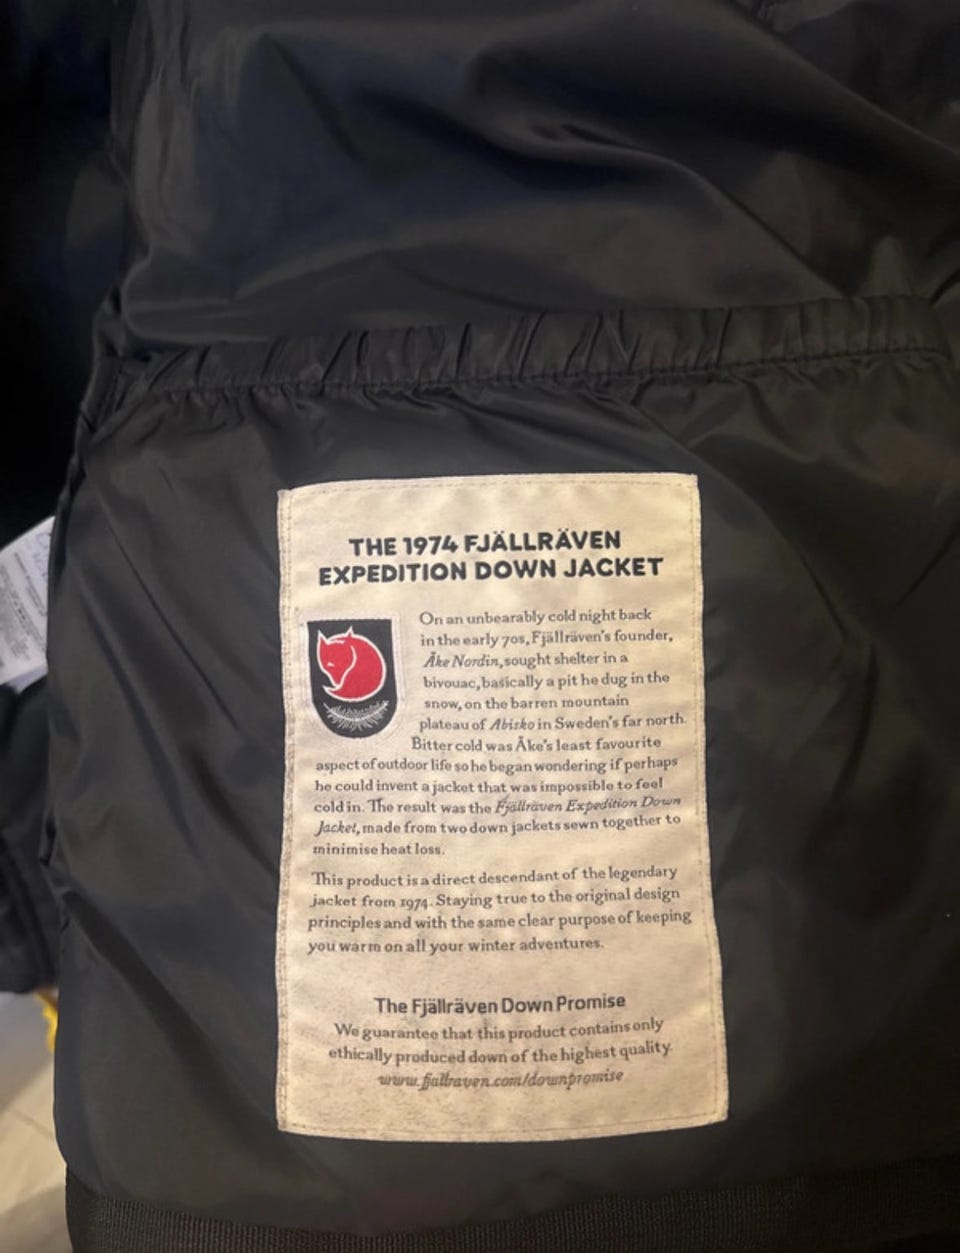 THE 1974 FJÄLLRÄVEN
EXPEDITION DOWN JACKET
On an unbearably cold night back
in the early 70s, Fjällräven's founder,
Åke Nordin, sought shelter in a
bivouac, basically a pit he dug in the
snow, on the barren mountain
plateau of Abisko in Sweden's far north.
Bitter cold was Åke's least favourite
aspect of outdoor life so he began wondering if perhaps
he could invent a jacket that was impossible to feel
cold in. The result was the Fjällräven Expedition Down
Jacket, made from two down jackets sewn together to
minimise heat loss.
This product is a direct descendant of the legendary
jacket from 1974. Staying true to the original design
principles and with the same clear purpose of keeping
you warm on all your winter adventures.
The Fjällräven Down Promise
We guarantee that this product contains only
ethically produced down of the highest quality.
www.fjallraven.com/downpromise